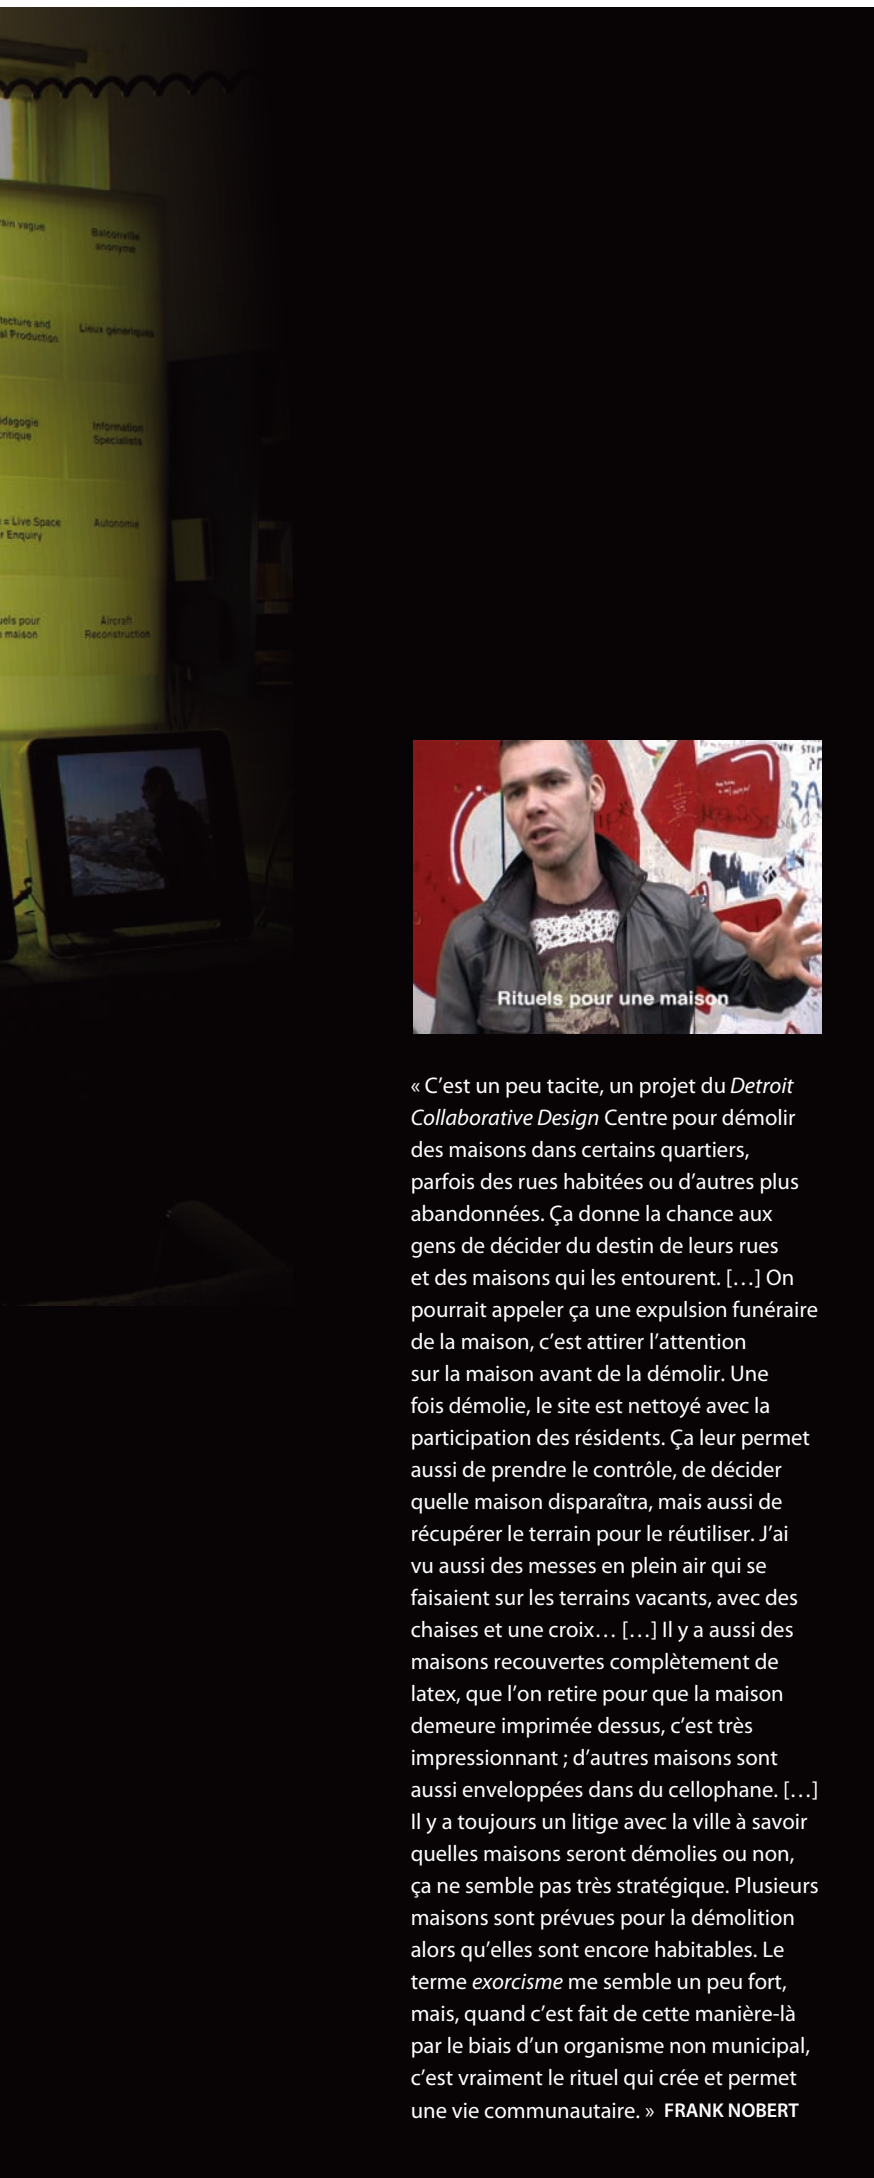 ain vague
Balconville
anonyme
tecture and
al Production
Lieux génériques
édagogie
critique
Information
Specialists
= Live Space
r Enquiry
Autonomie
uels pour
maison
Aircraft
Reconstruction
Rituels pour une maison
« C’est un peu tacite, un projet du Detroit
Collaborative Design Centre pour démolir
des maisons dans certains quartiers,
parfois des rues habitées ou d’autres plus
abandonnées. Ça donne la chance aux
gens de décider du destin de leurs rues
et des maisons qui les entourent. […] On
pourrait appeler ça une expulsion funéraire
de la maison, c’est attirer l’attention
sur la maison avant de la démolir. Une
fois démolie, le site est nettoyé avec la
participation des résidents. Ça leur permet
aussi de prendre le contrôle, de décider
quelle maison disparaîtra, mais aussi de
récupérer le terrain pour le réutiliser. J’ai
vu aussi des messes en plein air qui se
faisaient sur les terrains vacants, avec des
chaises et une croix… […] Il y a aussi des
maisons recouvertes complètement de
latex, que l’on retire pour que la maison
demeure imprimée dessus, c’est très
impressionnant ; d’autres maisons sont
aussi enveloppées dans du cellophane. […]
Il y a toujours un litige avec la ville à savoir
quelles maisons seront démolies ou non,
ça ne semble pas très stratégique. Plusieurs
maisons sont prévues pour la démolition
alors qu’elles sont encore habitables. Le
terme exorcisme me semble un peu fort,
mais, quand c’est fait de cette manière-là
par le biais d’un organisme non municipal,
c’est vraiment le rituel qui crée et permet
une vie communautaire. » FRANK NOBERT